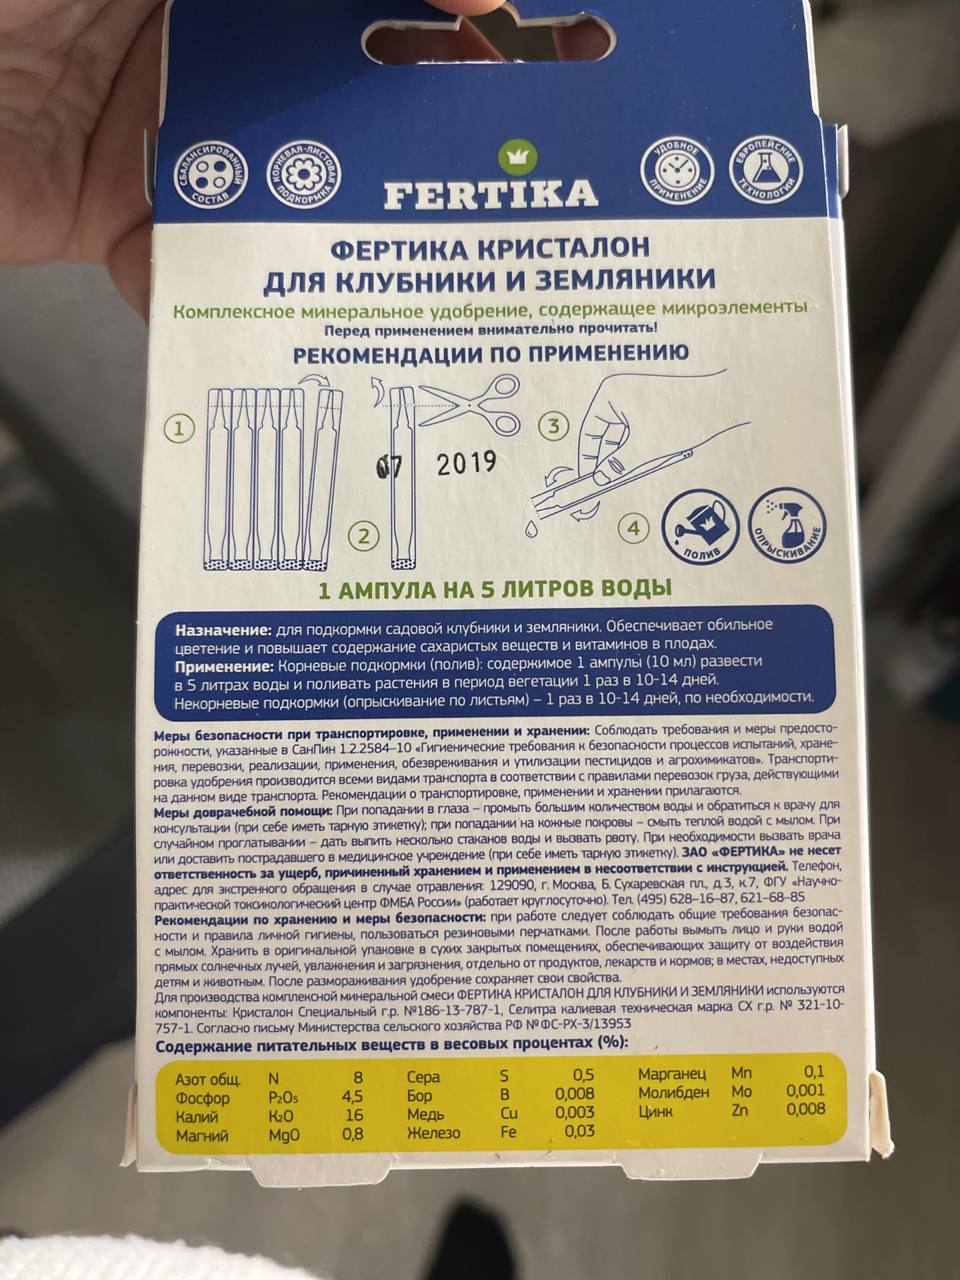 СБАЛАНСИРОВАННЫЙ СОСТАВ
КОРНЕВАЯ-ЛИСТОВАЯ ПОДКОРМКА
FERTIKA
УДОБНОЕ ПРИМЕНЕНИЕ
ЕВРОПЕЙСКИЕ ТЕХНОЛОГИИ
ФЕРТИКА КРИСТАЛОН
ДЛЯ КЛУБНИКИ И ЗЕМЛЯНИКИ
Комплексное минеральное удобрение, содержащее микроэлементы
Перед применением внимательно прочитать!
РЕКОМЕНДАЦИИ ПО ПРИМЕНЕНИЮ
1
3
07 2019
2
4
ПОЛИВ
ОПРЫСКИВАНИЕ
1 АМПУЛА НА 5 ЛИТРОВ ВОДЫ
Назначение: для подкормки садовой клубники и земляники. Обеспечивает обильное
цветение и повышает содержание сахаристых веществ и витаминов в плодах.
Применение: Корневые подкормки (полив): содержимое 1 ампулы (10 мл) развести
в 5 литрах воды и поливать растения в период вегетации 1 раз в 10-14 дней.
Некорневые подкормки (опрыскивание по листьям) – 1 раз в 10-14 дней, по необходимости.
Меры безопасности при транспортировке, применении и хранении: Соблюдать требования и меры предосто-
рожности, указанные в СанПин 1.2.2584–10 «Гигиенические требования к безопасности процессов испытаний, хране-
ния, перевозки, реализации, применения, обезвреживания и утилизации пестицидов и агрохимикатов». Транспорти-
ровка удобрения производится всеми видами транспорта в соответствии с правилами перевозок груза, действующими
на данном виде транспорта. Рекомендации о транспортировке, применении и хранении прилагаются.
Меры доврачебной помощи: При попадании в глаза – промыть большим количеством воды и обратиться к врачу для
консультации (при себе иметь тарную этикетку); при попадании на кожные покровы – смыть теплой водой с мылом. При
случайном проглатывании – дать выпить несколько стаканов воды и вызвать рвоту. При необходимости вызвать врача
или доставить пострадавшего в медицинское учреждение (при себе иметь тарную этикетку). ЗАО «ФЕРТИКА» не несет
ответственность за ущерб, причиненный хранением и применением в несоответствии с инструкцией. Телефон,
адрес для экстренного обращения в случае отравления: 129090, г. Москва, Б. Сухаревская пл., д.3, к.7, ФГУ «Научно-
практической токсикологический центр ФМБА России» (работает круглосуточно). Тел. (495) 628–16–87, 621–68–85
Рекомендации по хранению и меры безопасности: при работе следует соблюдать общие требования безопас-
ности и правила личной гигиены, пользоваться резиновыми перчатками. После работы вымыть лицо и руки водой
с мылом. Хранить в оригинальной упаковке в сухих закрытых помещениях, обеспечивающих защиту от воздействия
прямых солнечных лучей, увлажнения и загрязнения, отдельно от продуктов, лекарств и кормов; в местах, недоступных
детям и животным. После размораживания удобрение сохраняет свои свойства.
Для производства комплексной минеральной смеси ФЕРТИКА КРИСТАЛОН ДЛЯ КЛУБНИКИ И ЗЕМЛЯНИКИ используются
компоненты: Кристалон Специальный г.р. №186-13-787-1, Селитра калиевая техническая марка СХ г.р. № 321-10-
757-1. Согласно письму Министерства сельского хозяйства РФ № ФС-РХ-3/13953
Содержание питательных веществ в весовых процентах (%):
Азот общ. N 8 Сера S 0,5 Марганец Mn 0,1
Фосфор P₂O₅ 4,5 Бор B 0,008 Молибден Mo 0,001
Калий K₂O 16 Медь Cu 0,003 Цинк Zn 0,008
Магний MgO 0,8 Железо Fe 0,03